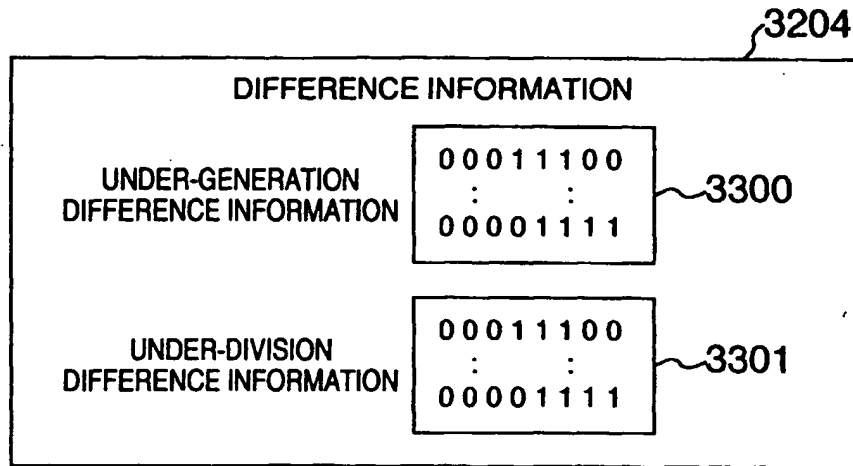 3204
DIFFERENCE INFORMATION
UNDER-GENERATION
DIFFERENCE INFORMATION
00011100
: :
00001111
3300
UNDER-DIVISION
DIFFERENCE INFORMATION
00011100
: :
00001111
3301